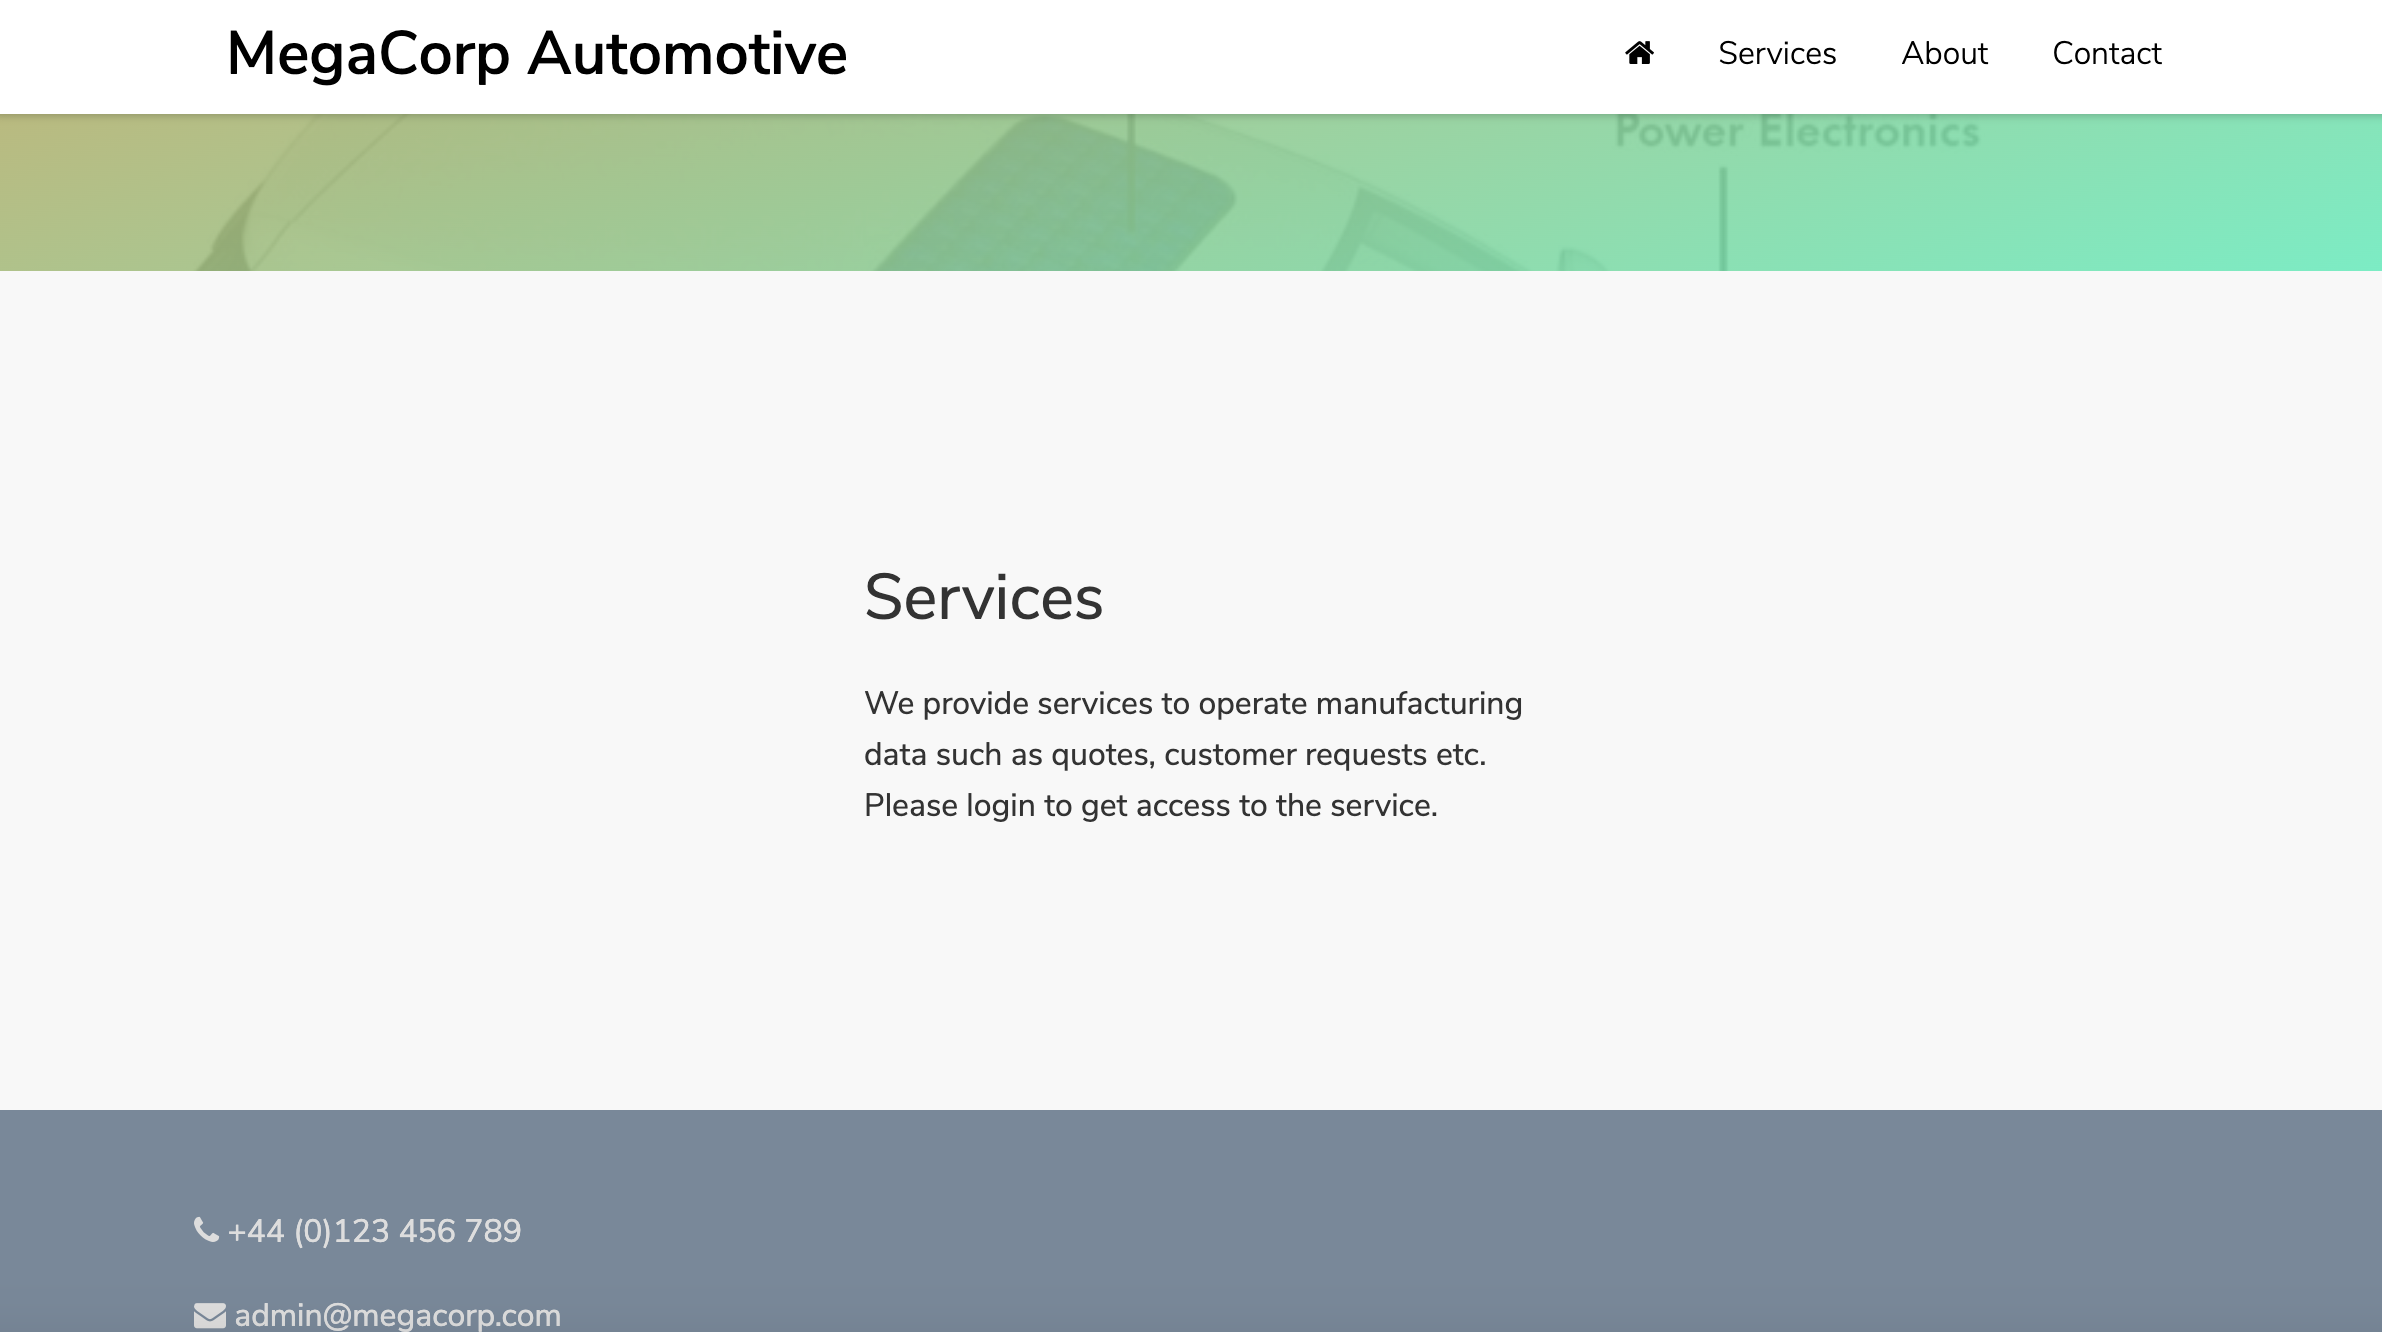 MegaCorp Automotive
Services
About
Contact
Power Electronics
Services
We provide services to operate manufacturing
data such as quotes, customer requests etc.
Please login to get access to the service.
+44 (0)123 456 789
admin@megacorp.com